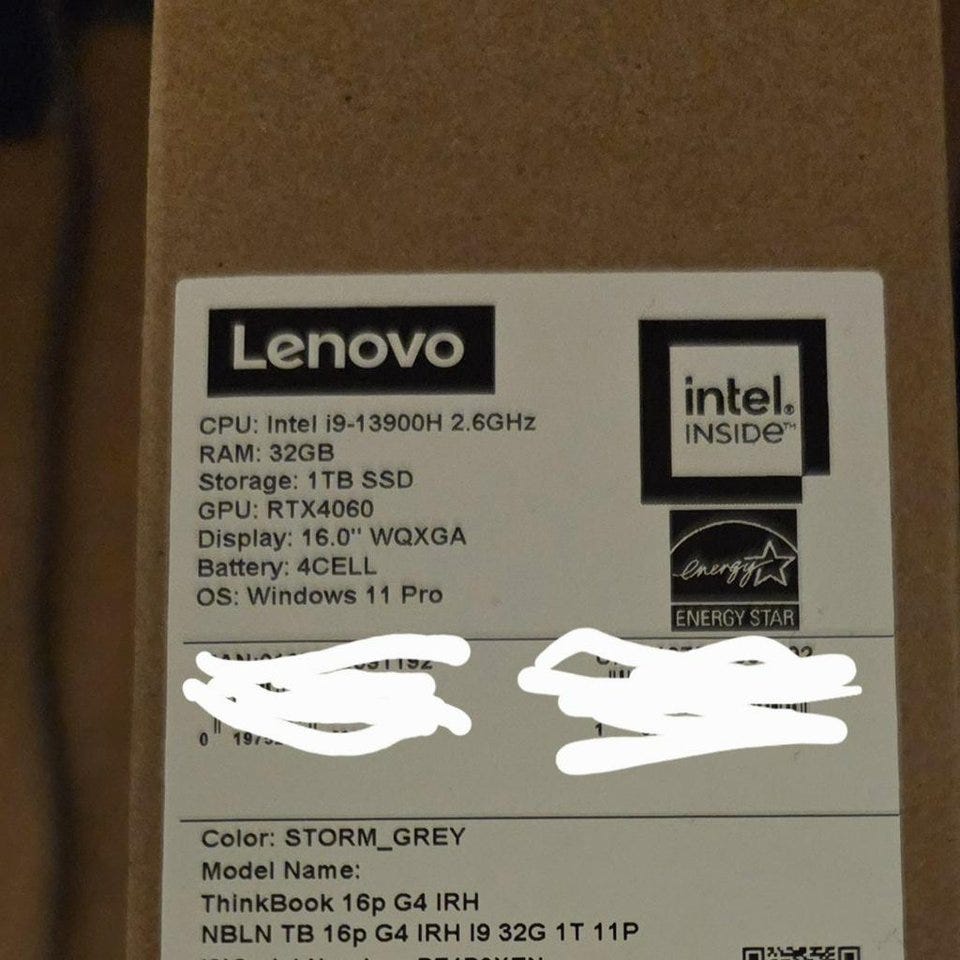 Lenovo
intel.
INSIDE™
CPU: Intel i9-13900H 2.6GHz
RAM: 32GB
Storage: 1TB SSD
GPU: RTX4060
Display: 16.0" WQXGA
Battery: 4CELL
OS: Windows 11 Pro
energy
ENERGY STAR
Color: STORM_GREY
Model Name:
ThinkBook 16p G4 IRH
NBLN TB 16p G4 IRH I9 32G 1T 11P